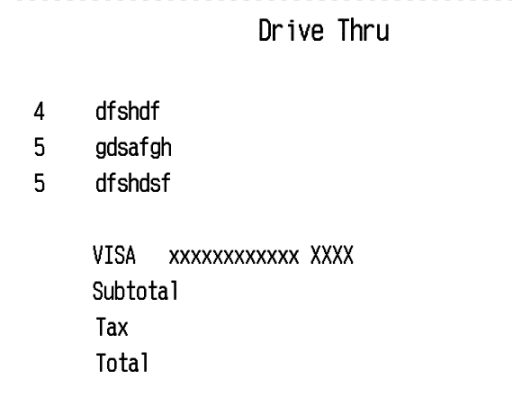 Drive Thru
4 dfshdf
5 gdsafgh
5 dfshdsf
VISA xxxxxxxxxxxx XXXX
Subtotal
Tax
Total